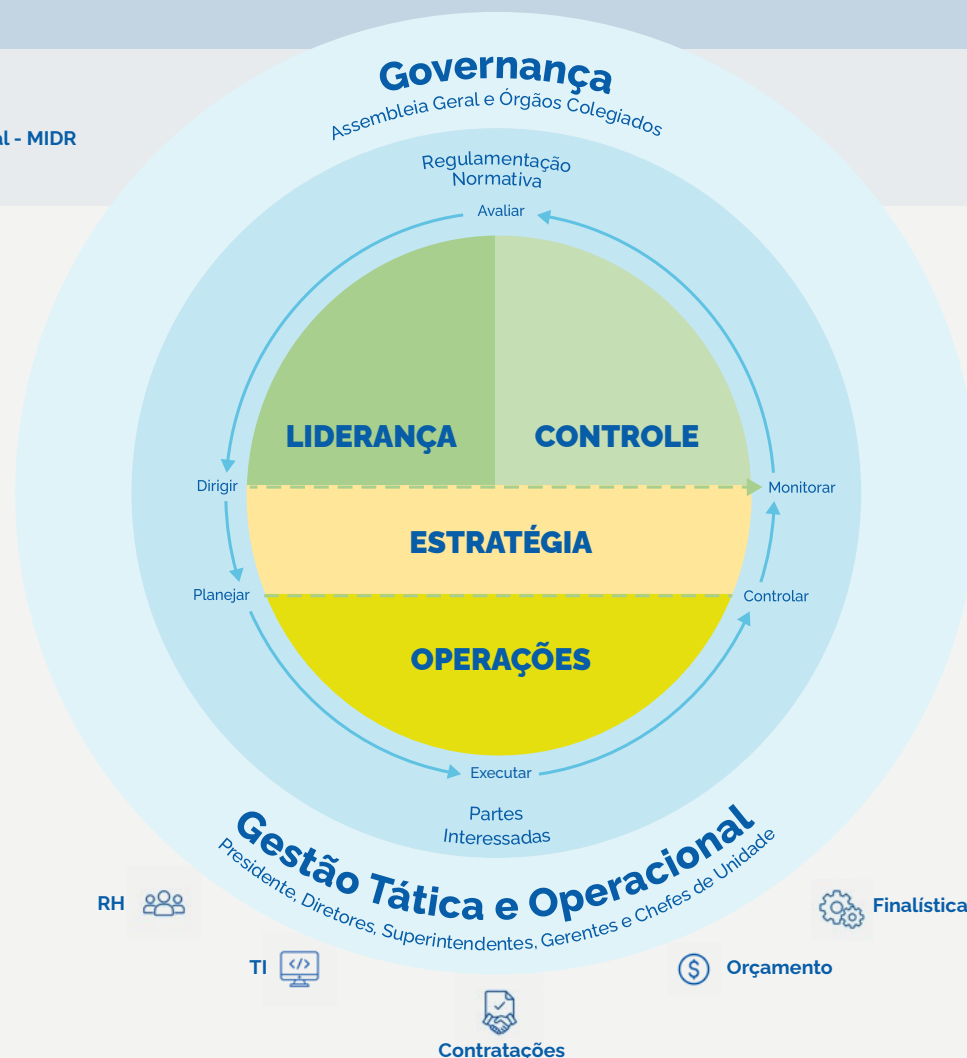 Governança
Assembleia Geral e Órgãos Colegiados
- MIDR
Regulamentação
Normativa
Avaliar
LIDERANÇA
CONTROLE
Dirigir
Monitorar
ESTRATÉGIA
Planejar
Controlar
OPERAÇÕES
Executar
Partes
Interessadas
Gestão Tática e Operacional
Presidente, Diretores, Superintendentes, Gerentes e Chefes de Unidade
RH
Finalística
TI
Orçamento
Contratações